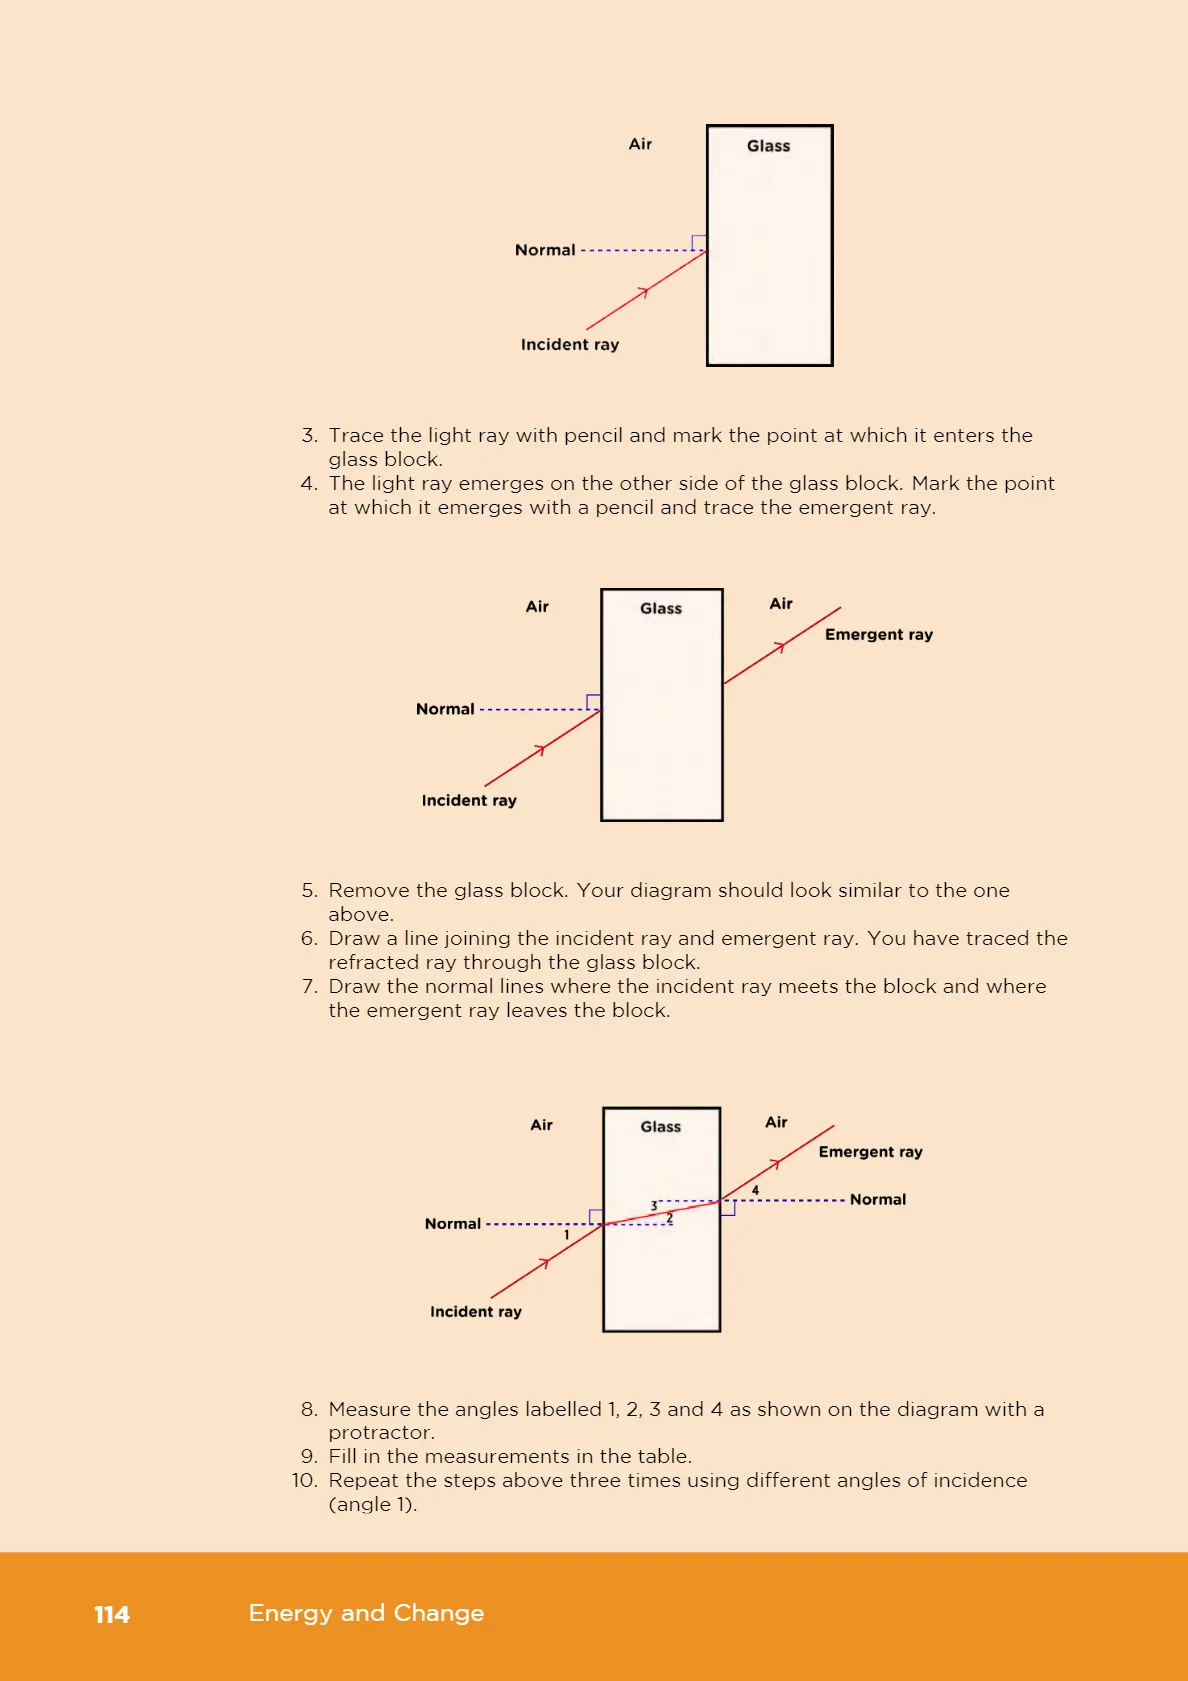 Air
Glass
Normal
Incident ray
3. Trace the light ray with pencil and mark the point at which it enters the
glass block.
4. The light ray emerges on the other side of the glass block. Mark the point
at which it emerges with a pencil and trace the emergent ray.
Air
Glass
Air
Emergent ray
Normal
Incident ray
5. Remove the glass block. Your diagram should look similar to the one
above.
6. Draw a line joining the incident ray and emergent ray. You have traced the
refracted ray through the glass block.
7. Draw the normal lines where the incident ray meets the block and where
the emergent ray leaves the block.
Air
Glass
Air
Emergent ray
4
3
Normal
2
Normal
1
Incident ray
8. Measure the angles labelled 1, 2, 3 and 4 as shown on the diagram with a
protractor.
9. Fill in the measurements in the table.
10. Repeat the steps above three times using different angles of incidence
(angle 1).
114 Energy and Change